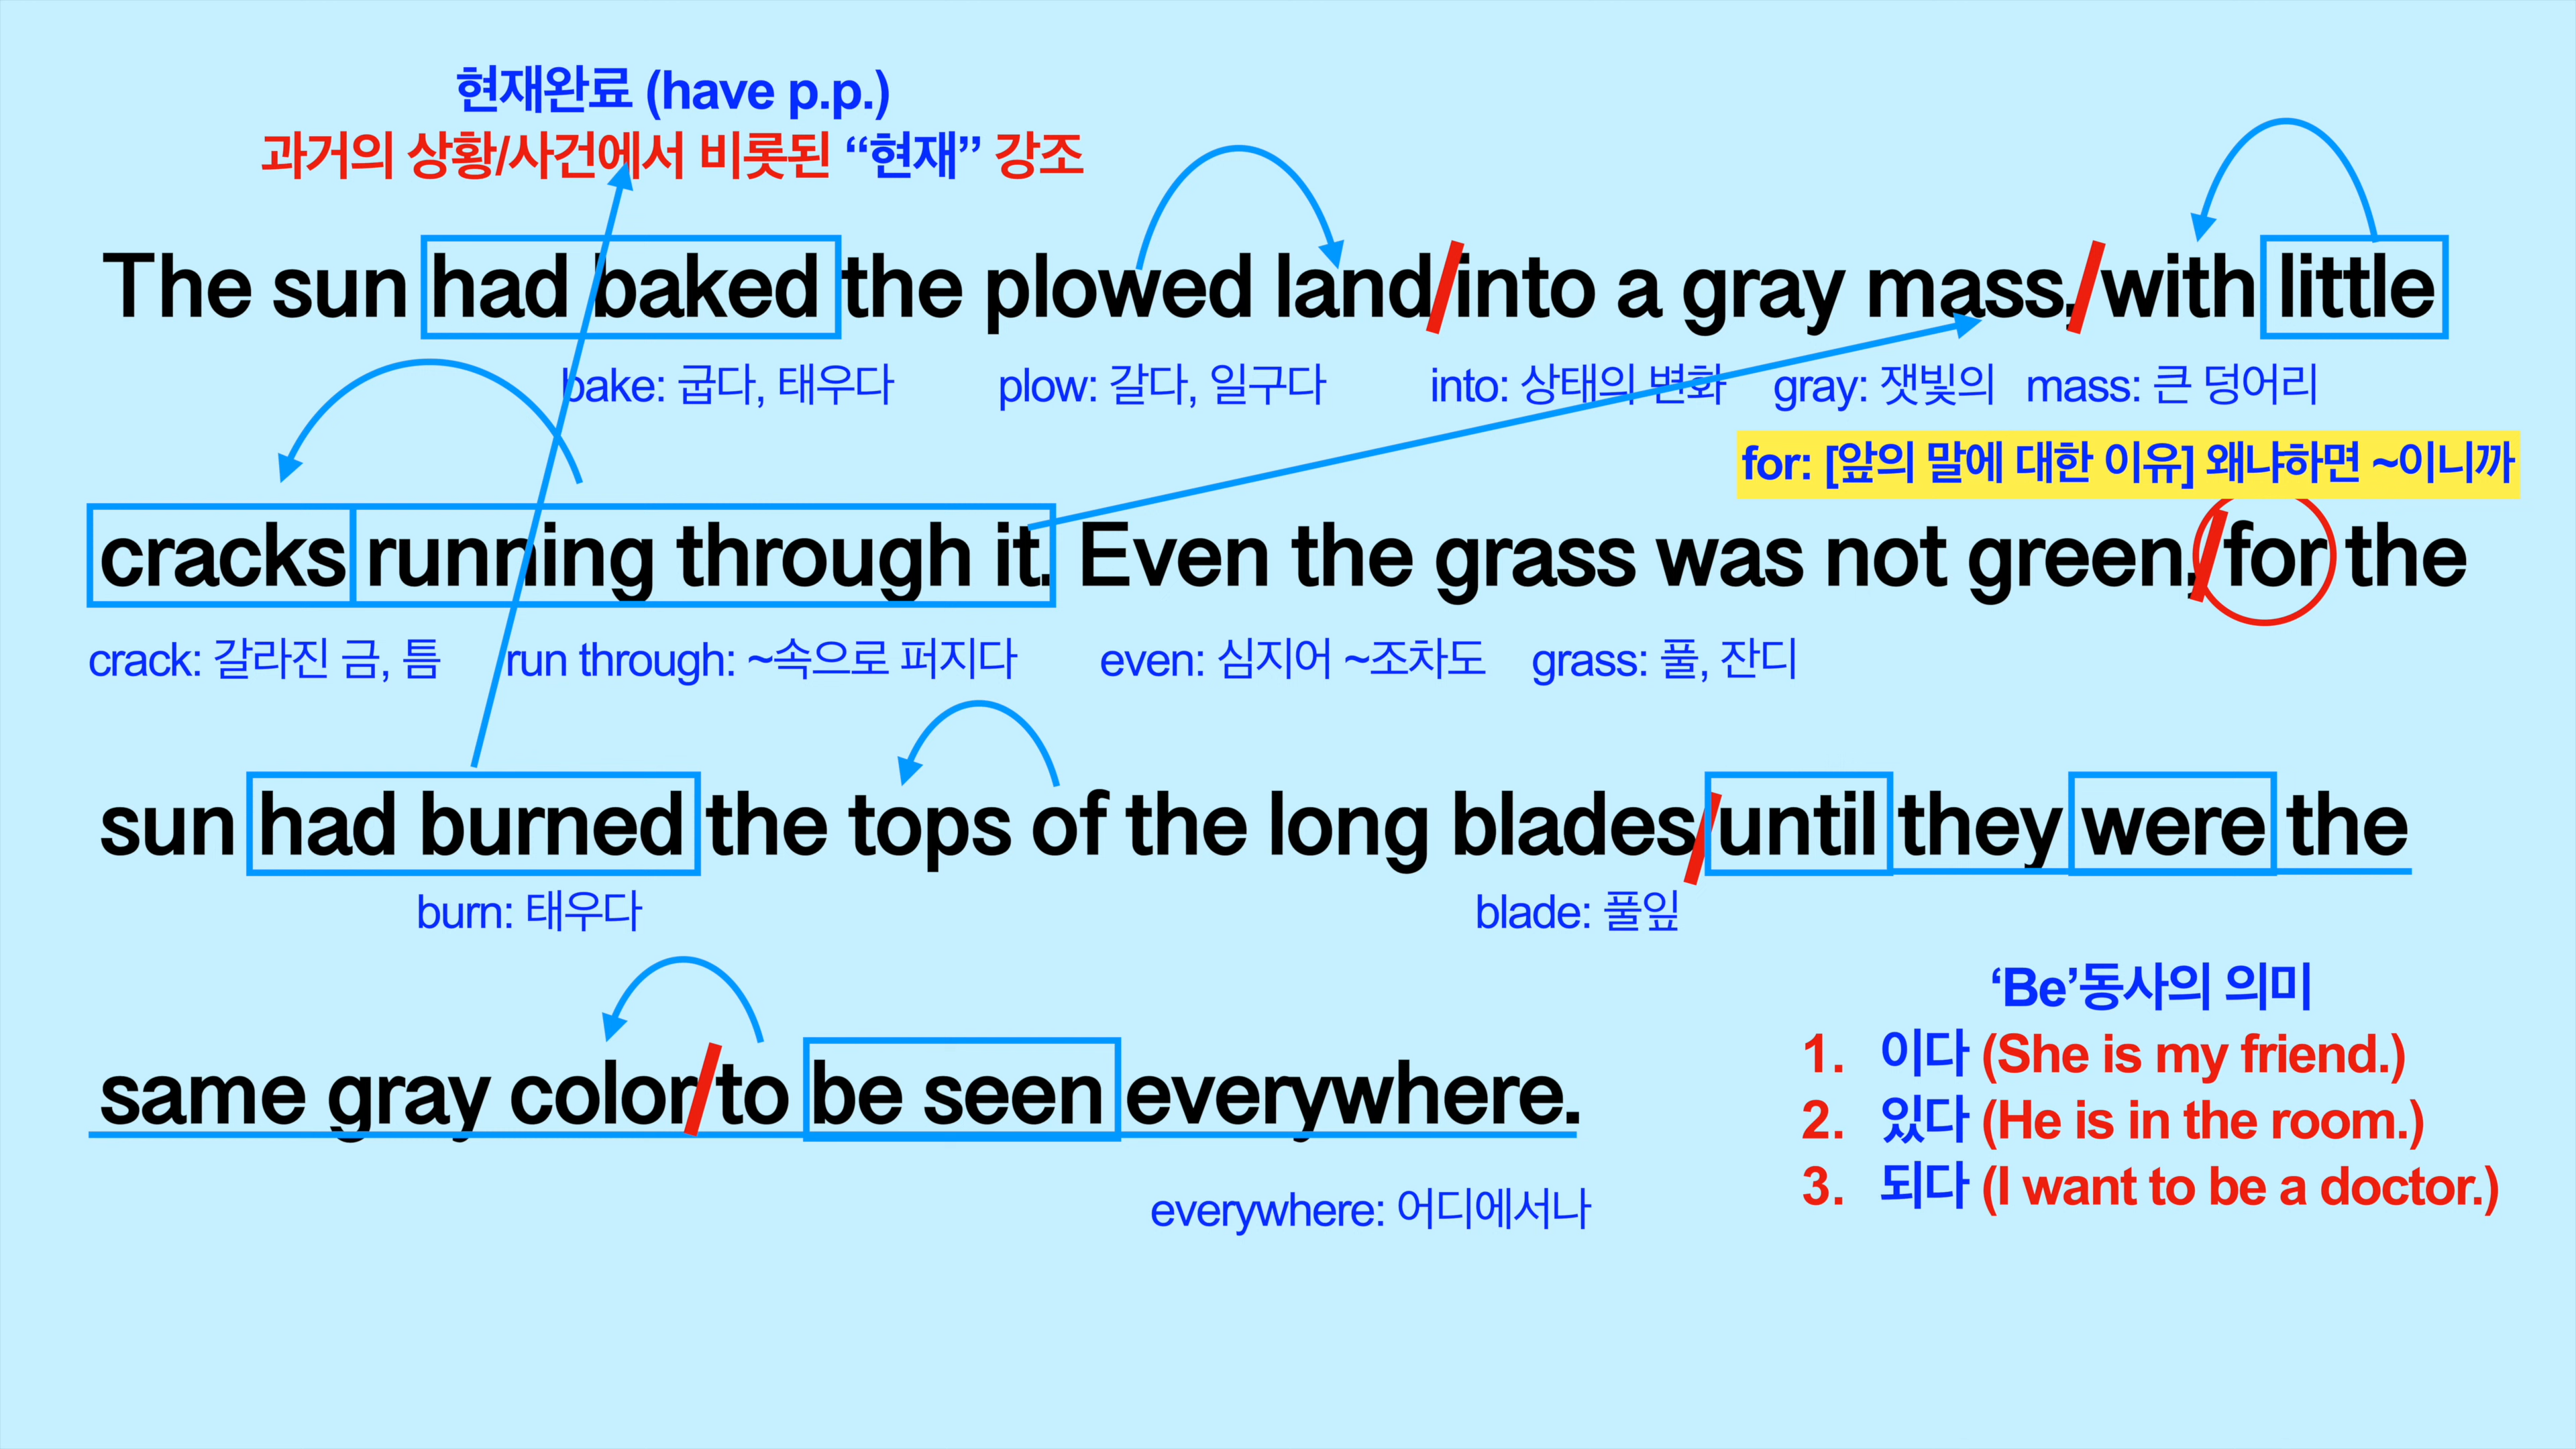 현재완료 (have p.p.)
과거의 상황/사건에서 비롯된 “현재” 강조
The sun had baked the plowed land/into a gray mass,/with little
bake: 굽다, 태우다 plow: 갈다, 일구다 into: 상태의 변화 gray: 잿빛의 mass: 큰 덩어리
for: [앞의 말에 대한 이유] 왜냐하면 ~이니까
cracks running through it. Even the grass was not green,/for the
crack: 갈라진 금, 틈 run through: ~속으로 퍼지다 even: 심지어 ~조차도 grass: 풀, 잔디
sun had burned the tops of the long blades/until they were the
burn: 태우다 blade: 풀잎
same gray color/to be seen everywhere.
everywhere: 어디에서나
‘Be’동사의 의미
1. 이다 (She is my friend.)
2. 있다 (He is in the room.)
3. 되다 (I want to be a doctor.)